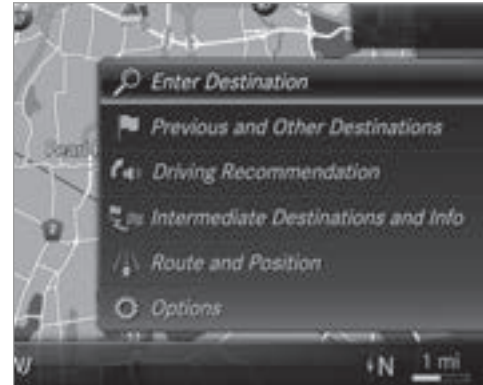 Enter Destination
Previous and Other Destinations
Driving Recommendation
Intermediate Destinations and Info
Route and Position
Options
N 1 mi